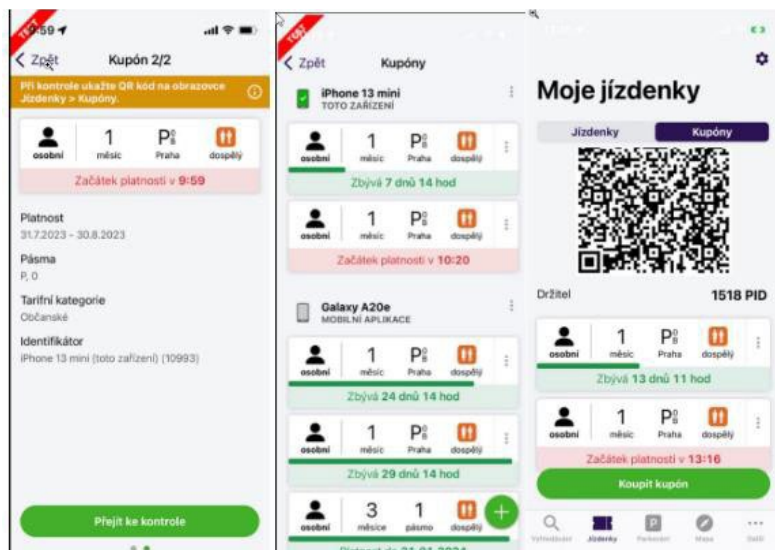 TEST
9:59
Zpět
Kupón 2/2
Při kontrole ukažte QR kód na obrazovce
Jízdenky > Kupóny.
1
osobní
měsíc
Praha
dospělý
Začátek platnosti v 9:59
Platnost
31.7.2023 – 30.8.2023
Pásma
P, 0
Tarifní kategorie
Občanské
Identifikátor
iPhone 13 mini (toto zařízení) (10993)
Přejít ke kontrole
TEST
Zpět
Kupóny
iPhone 13 mini
TOTO ZAŘÍZENÍ
1
osobní
měsíc
Praha
dospělý
Zbývá 7 dnů 14 hod
1
osobní
měsíc
Praha
dospělý
Začátek platnosti v 10:20
Galaxy A20e
MOBILNÍ APLIKACE
1
osobní
měsíc
Praha
dospělý
Zbývá 24 dnů 14 hod
1
osobní
měsíc
Praha
dospělý
Zbývá 29 dnů 14 hod
3
1
osobní
měsíce
pásmo
dospělý
Moje jízdenky
Jízdenky
Kupóny
Držitel
1518 PID
1
osobní
měsíc
Praha
dospělý
Zbývá 13 dnů 11 hod
1
osobní
měsíc
Praha
dospělý
Začátek platnosti v 13:16
Koupit kupón
Vyhledávání
Jízdenky
Parkování
Mapa
Další